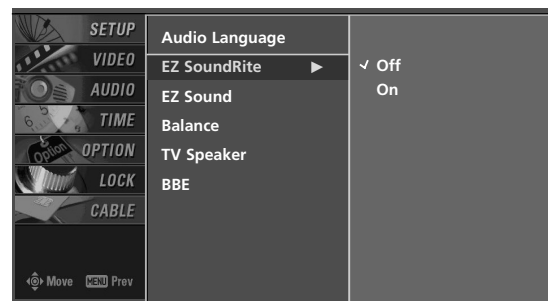 SETUP
VIDEO
AUDIO
TIME
OPTION
LOCK
CABLE
Move MENU Prev
Audio Language
EZ SoundRite ▶
EZ Sound
Balance
TV Speaker
BBE
✓ Off
On